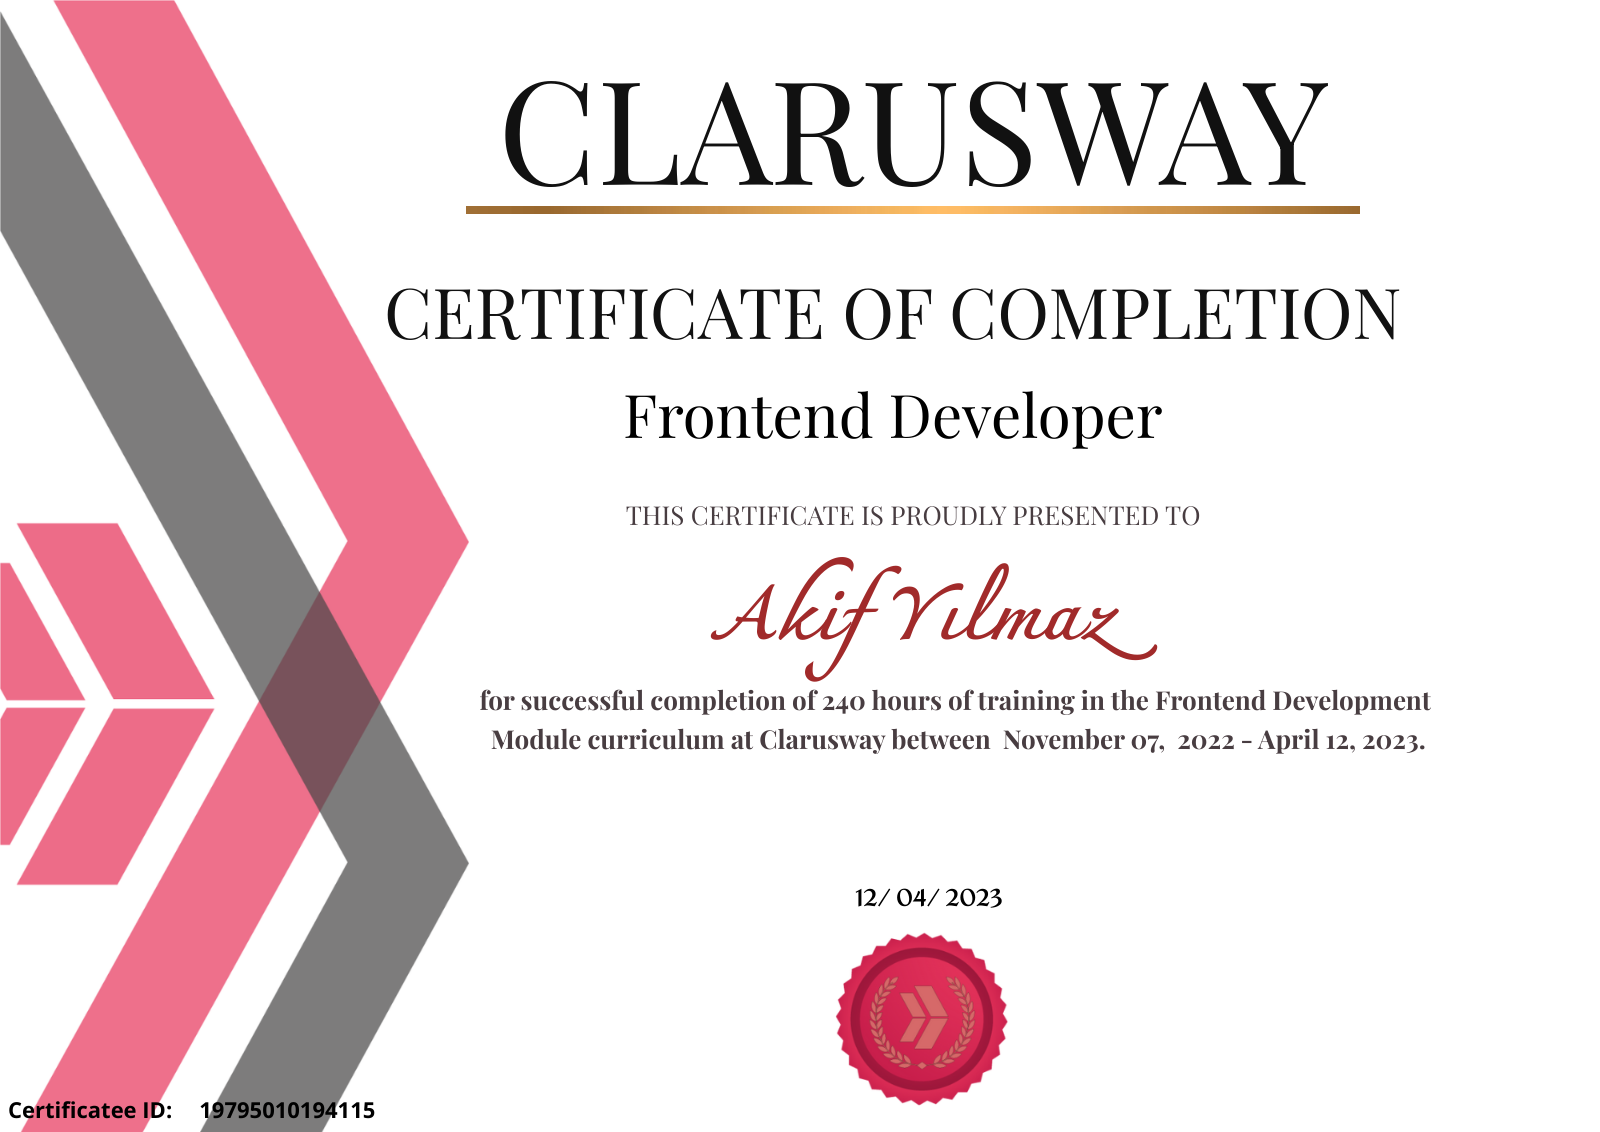 CLARUSWAY
CERTIFICATE OF COMPLETION
Frontend Developer
THIS CERTIFICATE IS PROUDLY PRESENTED TO
Akif Yılmaz
for successful completion of 240 hours of training in the Frontend Development
Module curriculum at Clarusway between  November 07,  2022 - April 12, 2023.
12/ 04/ 2023
Certificatee ID:    19795010194115